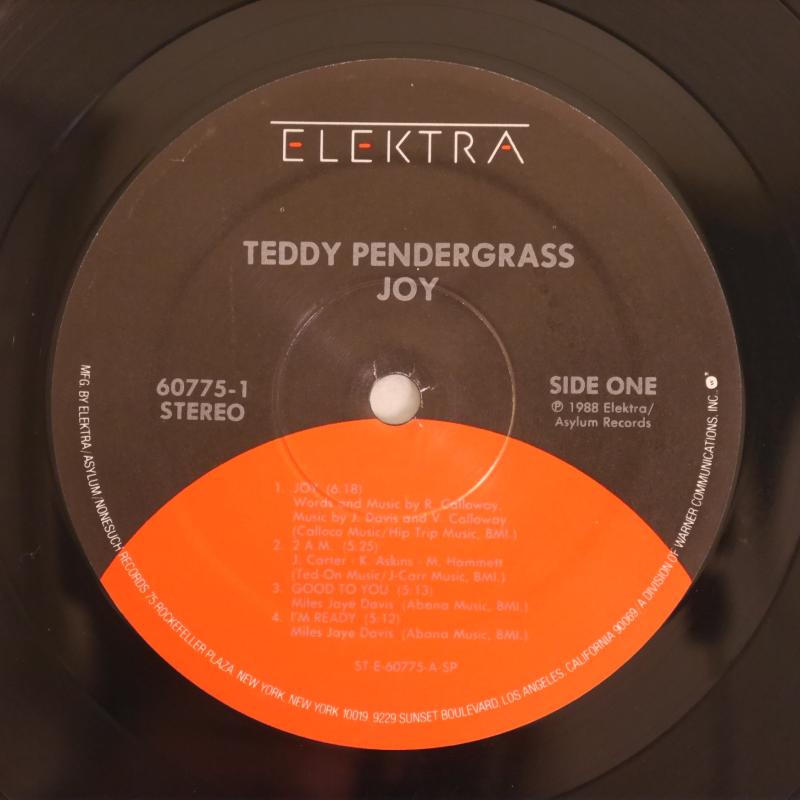 ELEKTRA
TEDDY PENDERGRASS
JOY
60775-1
STEREO
SIDE ONE
℗ 1988 Elektra/
Asylum Records
1. JOY (6:18)
Words and Music by R. Calloway,
Music by J. Davis and V. Calloway
(Calloco Music/Hip Trip Music, BMI.)
2. 2 A.M. (5:25)
J. Carter · K. Askins · M. Hammett
(Ted-On Music/J-Carr Music, BMI.)
3. GOOD TO YOU (5:13)
Miles Jaye Davis (Abana Music, BMI.)
4. I'M READY (5:12)
Miles Jaye Davis (Abana Music, BMI.)
ST-E-60775-A-SP
MFG. BY ELEKTRA/ASYLUM/NONESUCH RECORDS 75 ROCKEFELLER PLAZA, NEW YORK, NEW YORK 10019 9229 SUNSET BOULEVARD, LOS ANGELES, CALIFORNIA 90069 A DIVISION OF WARNER COMMUNICATIONS, INC.